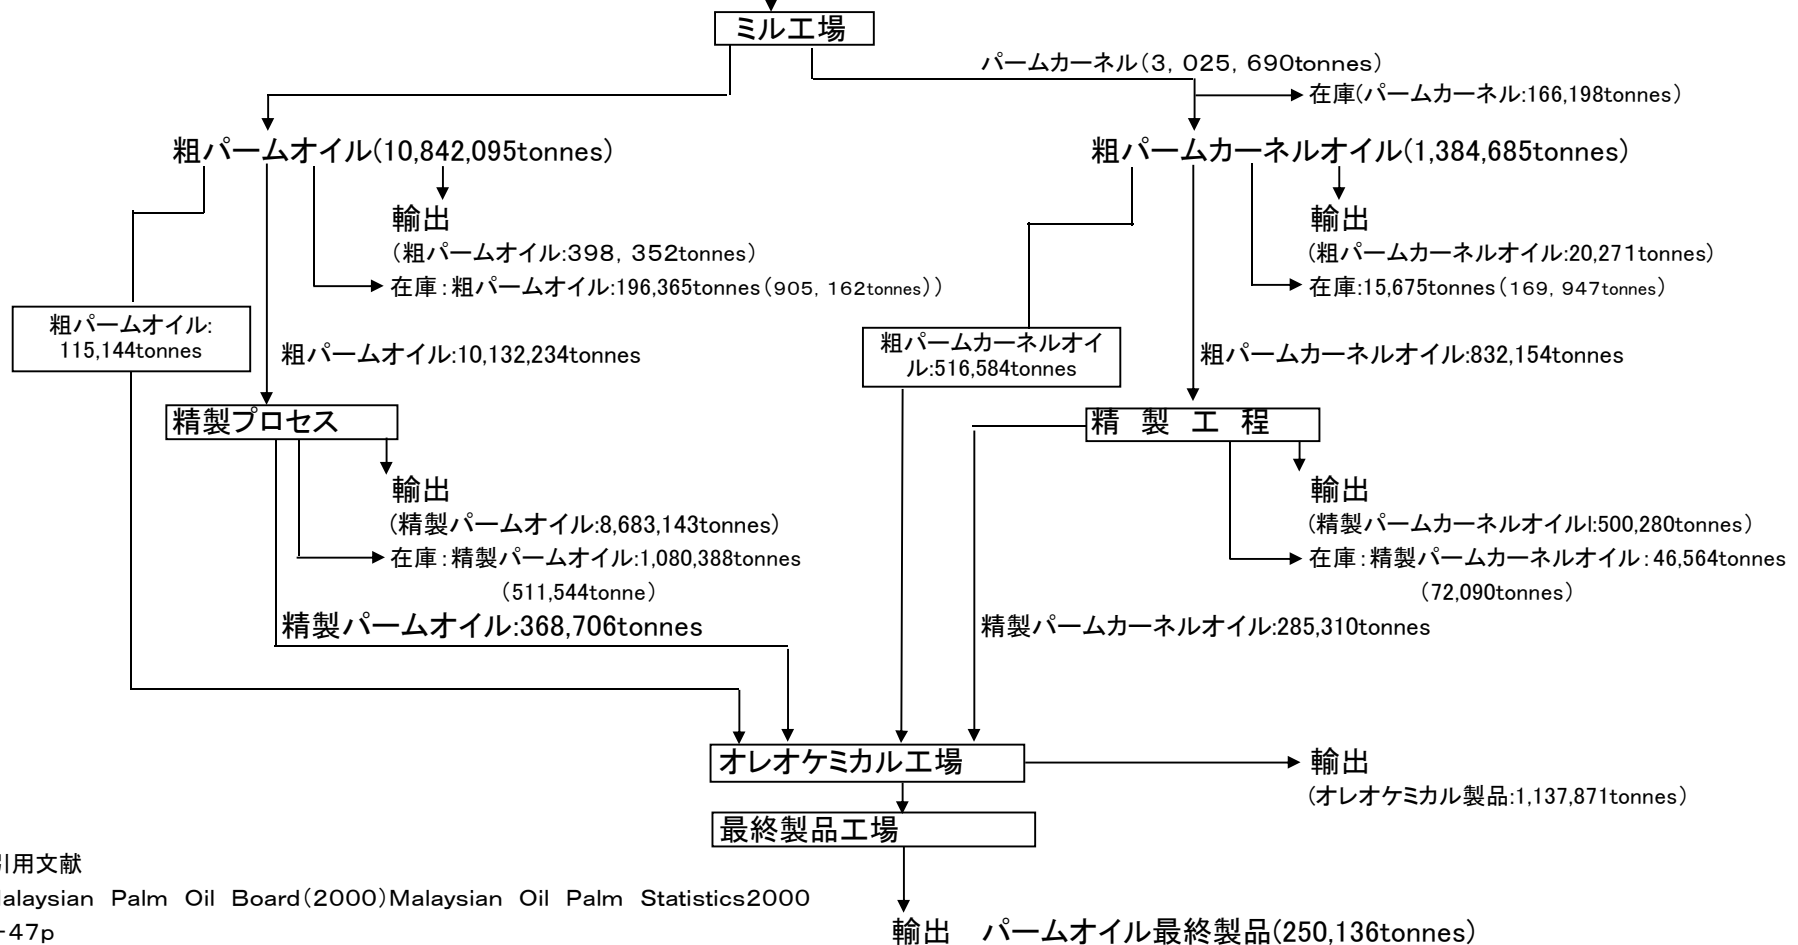 ミル工場
パームカーネル(3, 025, 690tonnes)
在庫(パームカーネル:166,198tonnes)
粗パームオイル(10,842,095tonnes)
粗パームカーネルオイル(1,384,685tonnes)
輸出
(粗パームオイル:398, 352tonnes)
在庫:粗パームオイル:196,365tonnes(905, 162tonnes))
輸出
(粗パームカーネルオイル:20,271tonnes)
在庫:15,675tonnes(169, 947tonnes)
粗パームオイル:
115,144tonnes
粗パームオイル:10,132,234tonnes
粗パームカーネルオイ
ル:516,584tonnes
粗パームカーネルオイル:832,154tonnes
精製プロセス
精 製 工 程
輸出
(精製パームオイル:8,683,143tonnes)
在庫:精製パームオイル:1,080,388tonnes
(511,544tonne)
輸出
(精製パームカーネルオイルl:500,280tonnes)
在庫:精製パームカーネルオイル:46,564tonnes
(72,090tonnes)
精製パームオイル:368,706tonnes
精製パームカーネルオイル:285,310tonnes
オレオケミカル工場
輸出
(オレオケミカル製品:1,137,871tonnes)
最終製品工場
引用文献
Malaysian Palm Oil Board(2000)Malaysian Oil Palm Statistics2000
-47p
輸出 パームオイル最終製品(250,136tonnes)